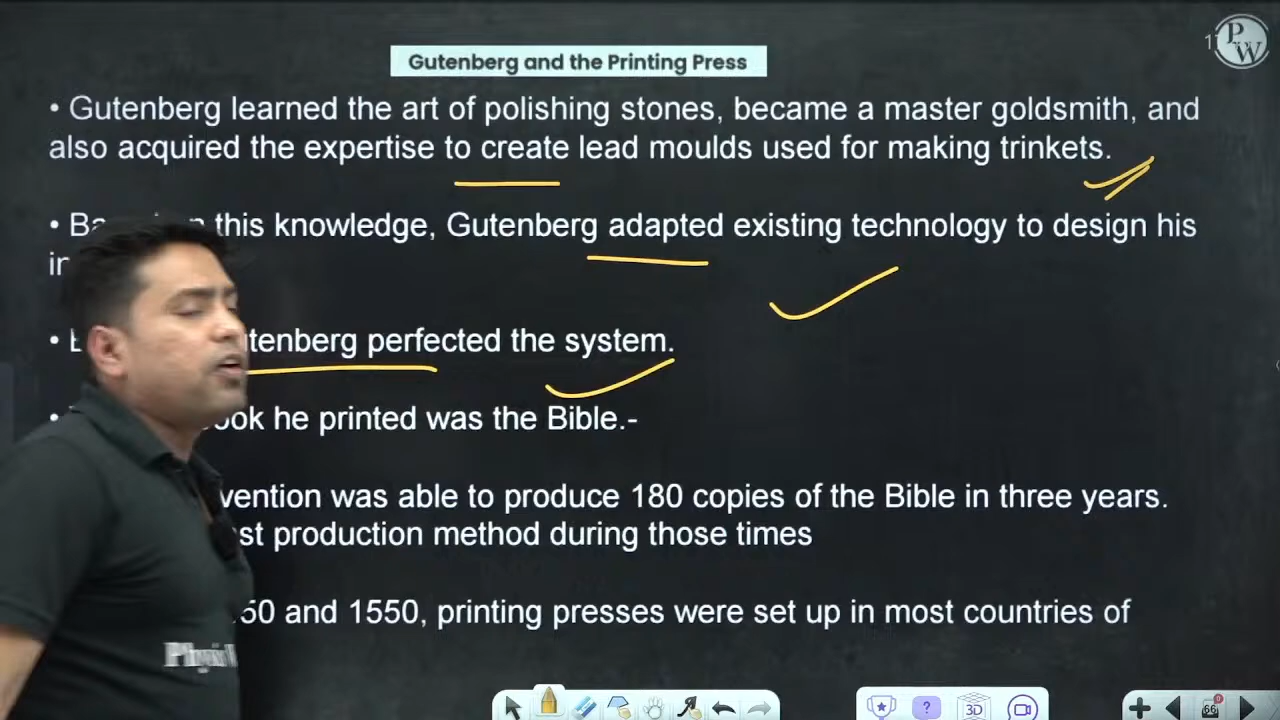 PW
Gutenberg and the Printing Press
• Gutenberg learned the art of polishing stones, became a master goldsmith, and
also acquired the expertise to create lead moulds used for making trinkets.
• this knowledge, Gutenberg adapted existing technology to design his
• tenberg perfected the system.
• ook he printed was the Bible.-
vention was able to produce 180 copies of the Bible in three years.
st production method during those times
50 and 1550, printing presses were set up in most countries of
Physi
? 3D 66